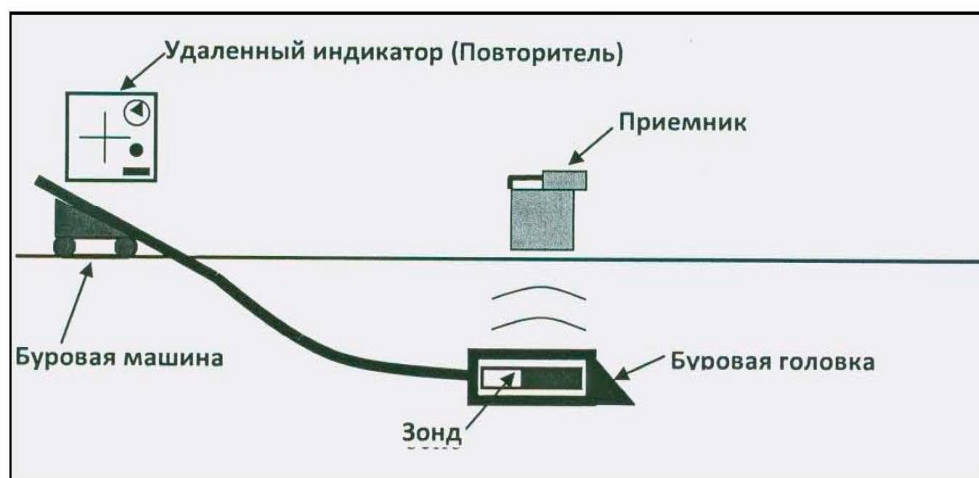 Удаленный индикатор (Повторитель)
Приемник
Буровая машина
Буровая головка
Зонд